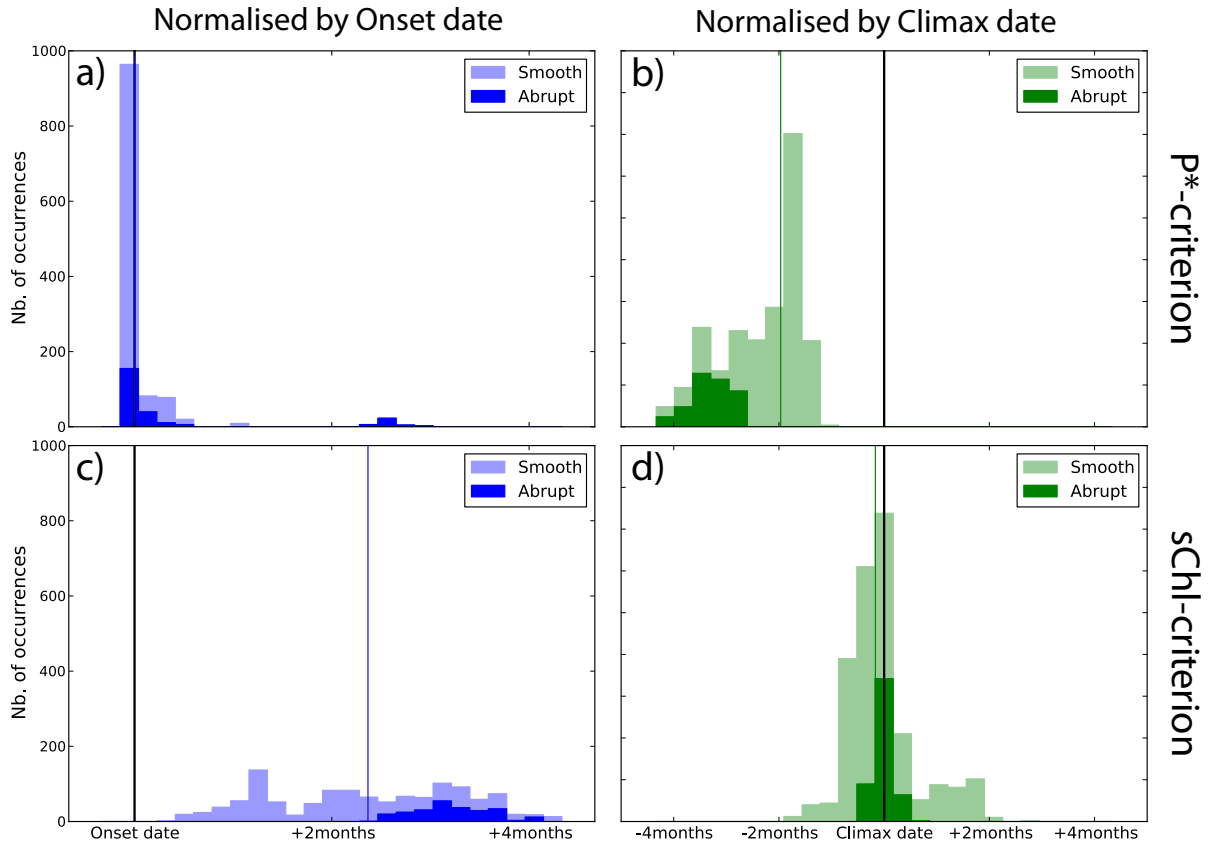 Normalised by Onset date
Normalised by Climax date
a)
Smooth
Abrupt
1000
800
600
400
200
0
Nb. of occurrences
b)
Smooth
Abrupt
P*-criterion
c)
Smooth
Abrupt
1000
800
600
400
200
0
Nb. of occurrences
Onset date
+2months
+4months
d)
Smooth
Abrupt
-4months
-2months
Climax date
+2months
+4months
sChl-criterion